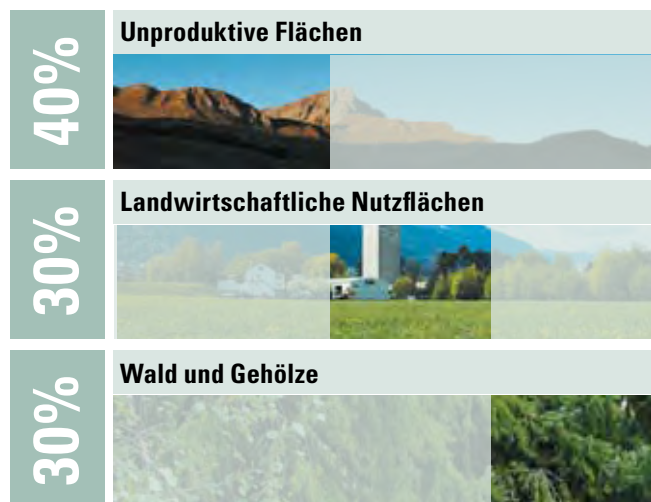 40%
Unproduktive Flächen
30%
Landwirtschaftliche Nutzflächen
30%
Wald und Gehölze